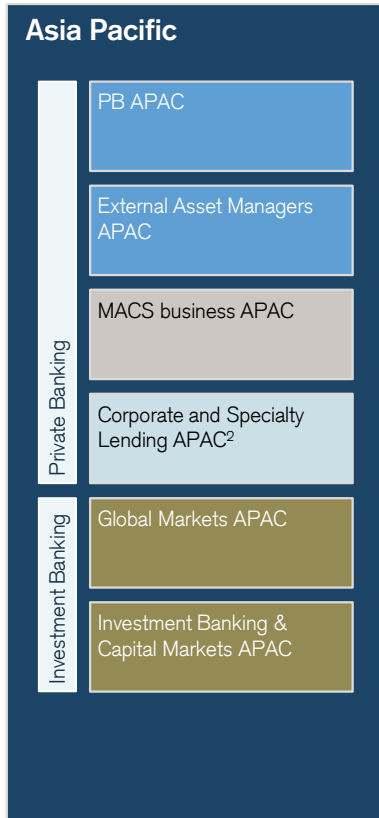 Asia Pacific
Private Banking
PB APAC
External Asset Managers
APAC
MACS business APAC
Corporate and Specialty
Lending APAC²
Investment Banking
Global Markets APAC
Investment Banking &
Capital Markets APAC